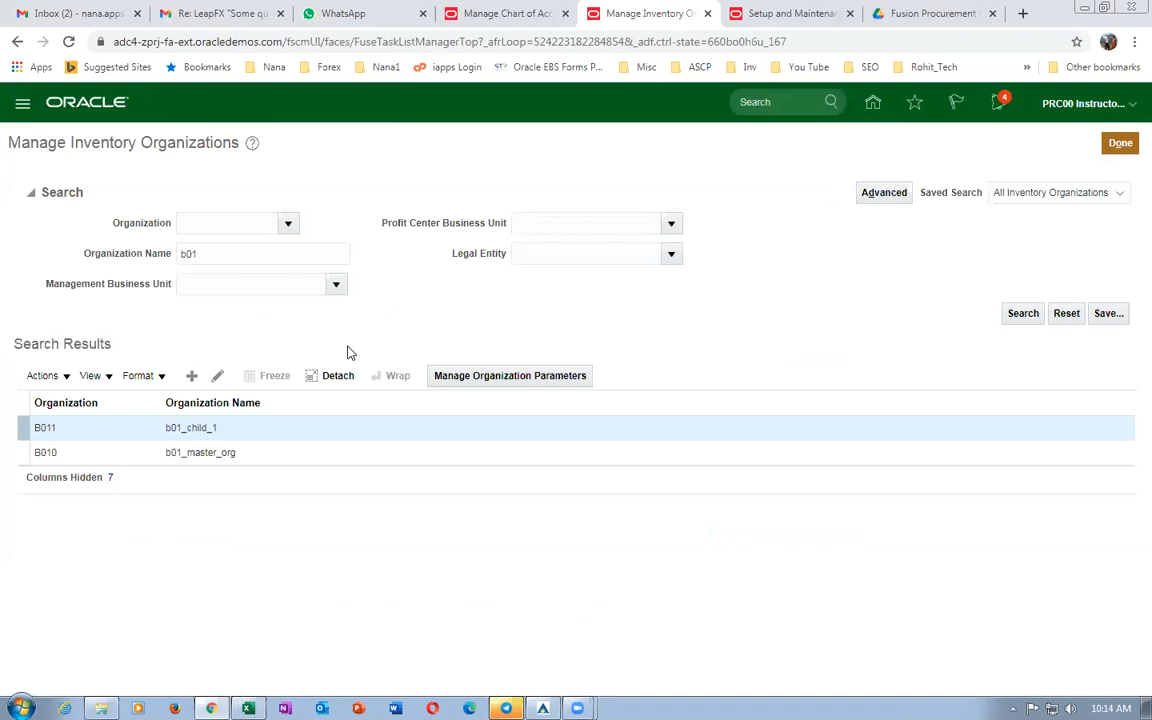 Inbox (2) - nana.apps
Re: LeapFX "Some qu
WhatsApp
Manage Chart of Acc
Manage Inventory Or
Setup and Maintenan
Fusion Procurement
adc4-zprj-fa-ext.oracledemos.com/fscmUI/faces/FuseTaskListManagerTop?_afrLoop=52422318228485​4&_adf.ctrl-state=660bo0h6u_167
Apps
Suggested Sites
Bookmarks
Nana
Forex
Nana1
iapps Login
Oracle EBS Forms P...
Misc
ASCP
Inv
You Tube
SEO
Rohit_Tech
Other bookmarks
ORACLE
Search
4
PRC00 Instructo...
Manage Inventory Organizations
Done
Search
Advanced
Saved Search
All Inventory Organizations
Organization
Profit Center Business Unit
Organization Name b01
Legal Entity
Management Business Unit
Search Reset Save...
Search Results
Actions View Format Freeze Detach Wrap Manage Organization Parameters
Organization Organization Name
B011 b01_child_1
B010 b01_master_org
Columns Hidden 7
10:14 AM